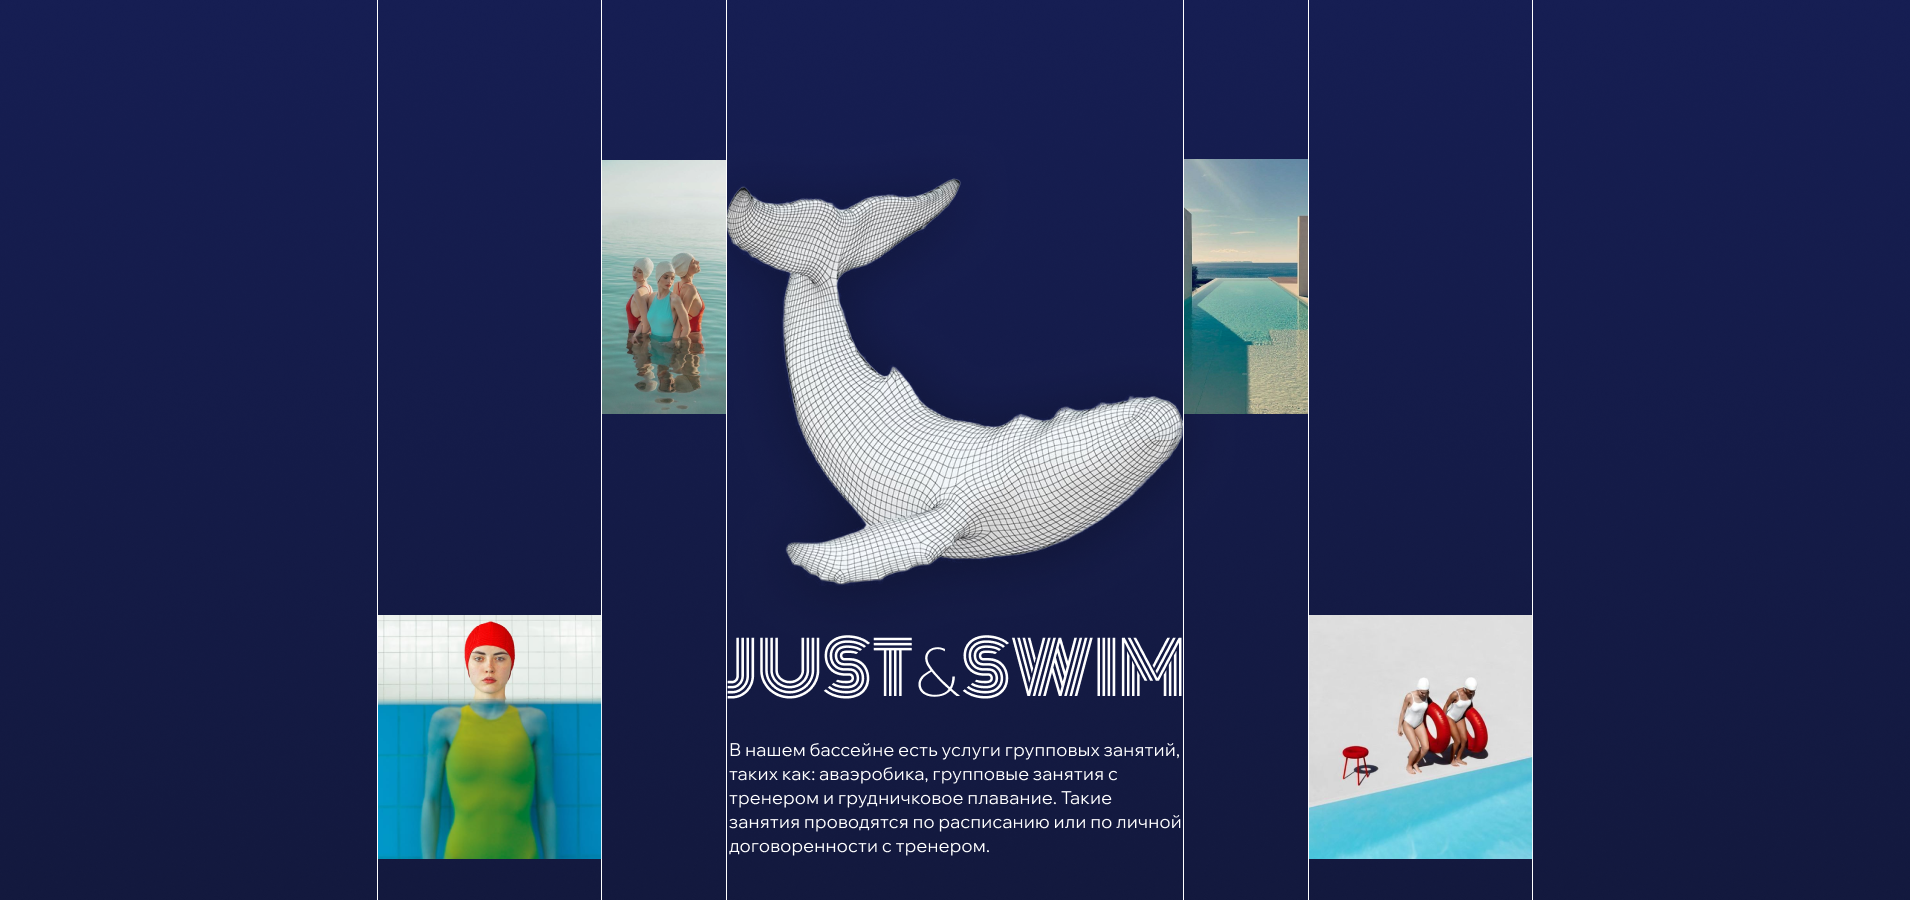 JUST&SWIM
В нашем бассейне есть услуги групповых занятий,
таких как: аваэробика, групповые занятия с
тренером и грудничковое плавание. Такие
занятия проводятся по расписанию или по личной
договоренности с тренером.